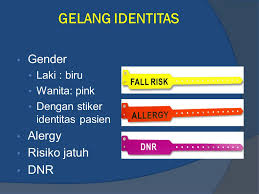 GELANG IDENTITAS
Gender
Laki : biru
Wanita: pink
Dengan stiker
identitas pasien
Alergy
Risiko jatuh
DNR
FALL RISK
ALLERGY
DNR